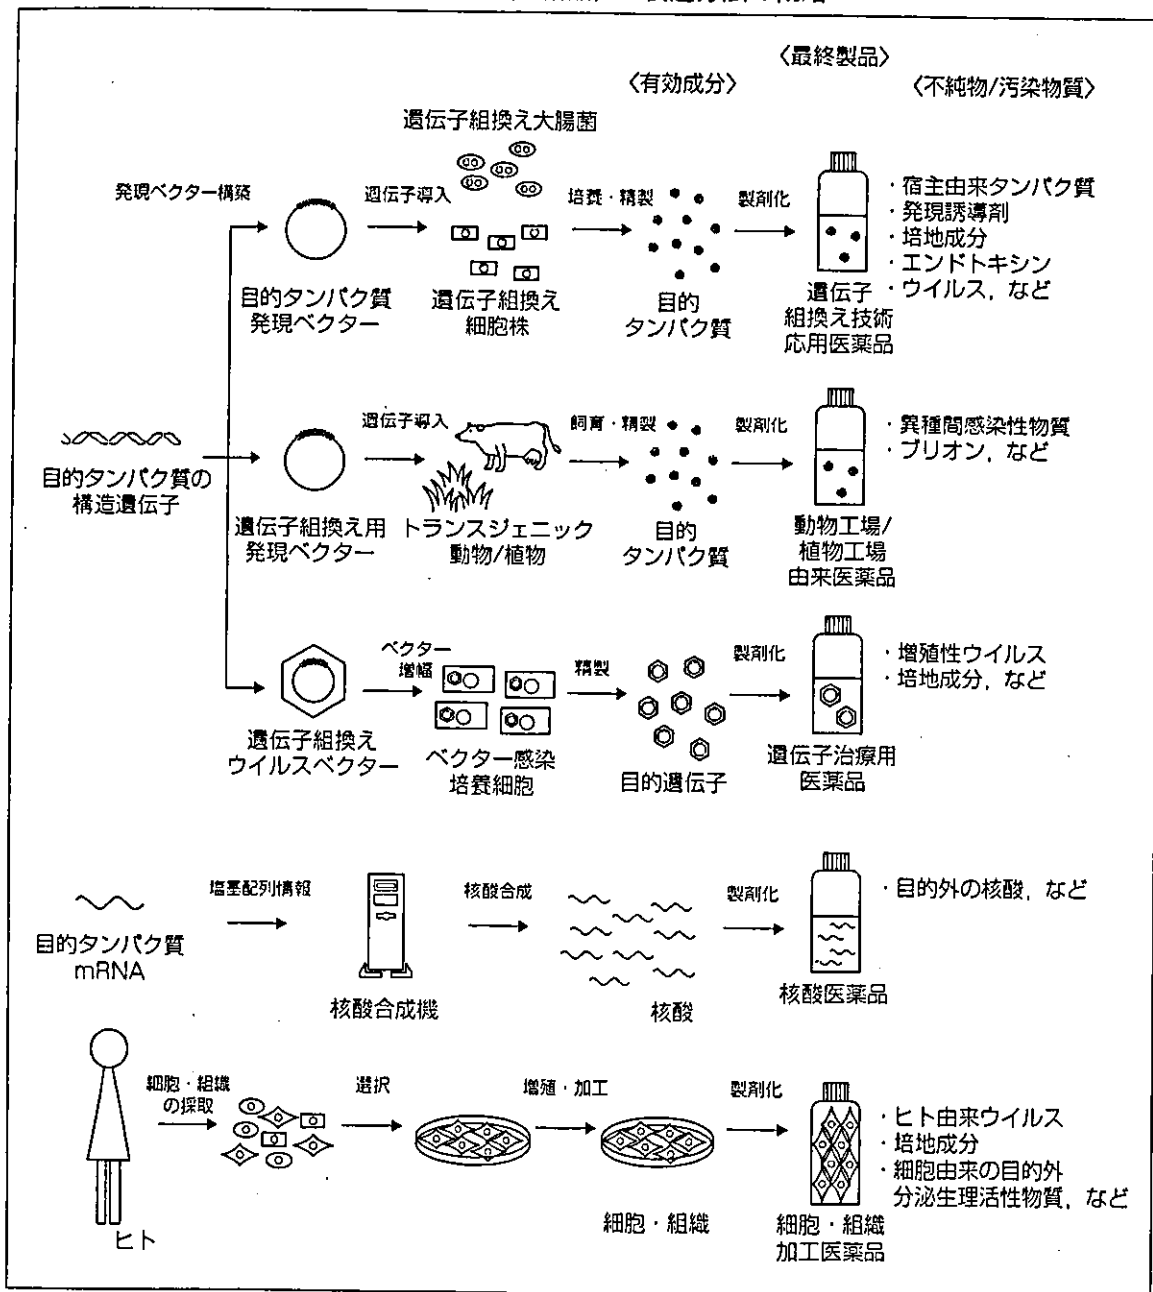 〈最終製品〉
〈有効成分〉
〈不純物/汚染物質〉
遺伝子組換え大腸菌
発現ベクター構築
遺伝子導入
培養・精製
製剤化
・宿主由来タンパク質
・発現誘導剤
・培地成分
・エンドトキシン
・ウイルス,など
目的タンパク質
発現ベクター
遺伝子組換え
細胞株
目的
タンパク質
遺伝子
組換え技術
応用医薬品
目的タンパク質の
構造遺伝子
遺伝子導入
飼育・精製
製剤化
・異種間感染性物質
・プリオン,など
遺伝子組換え用
発現ベクター
トランスジェニック
動物/植物
目的
タンパク質
動物工場/
植物工場
由来医薬品
ベクター
増幅
精製
製剤化
・増殖性ウイルス
・培地成分,など
遺伝子組換え
ウイルスベクター
ベクター感染
培養細胞
目的遺伝子
遺伝子治療用
医薬品
塩基配列情報
核酸合成
製剤化
・目的外の核酸,など
目的タンパク質
mRNA
核酸合成機
核酸
核酸医薬品
細胞・組織
の採取
選択
増殖・加工
製剤化
・ヒト由来ウイルス
・培地成分
・細胞由来の目的外
分泌生理活性物質,など
ヒト
細胞・組織
細胞・組織
加工医薬品